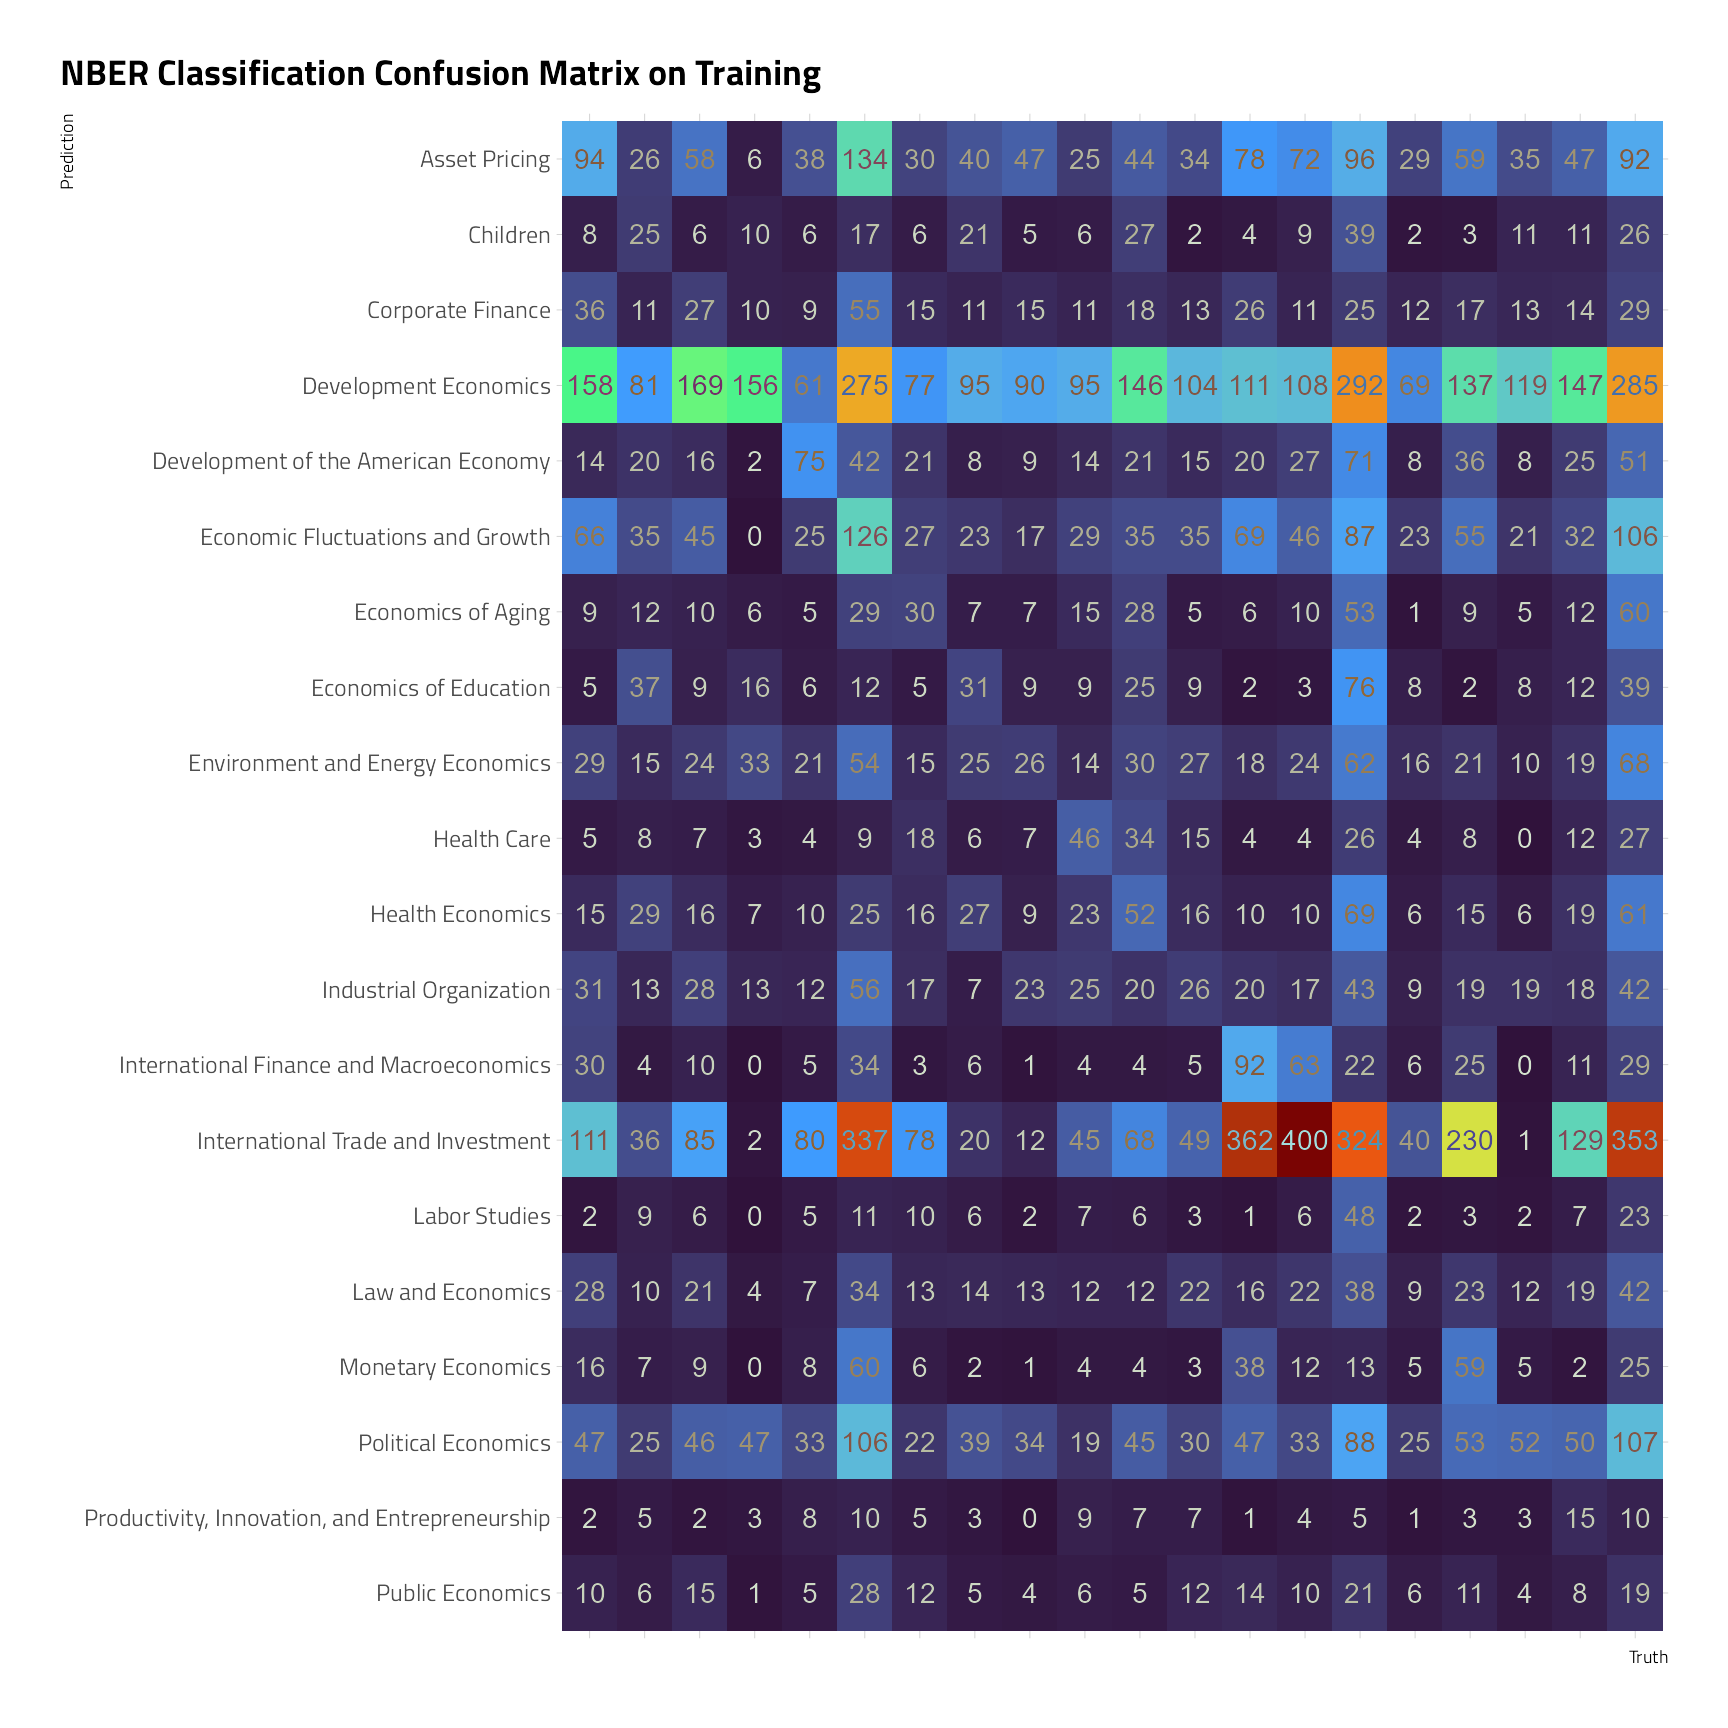 NBER Classification Confusion Matrix on Training
Prediction
Asset Pricing 94 26 58 6 38 134 30 40 47 25 44 34 78 72 96 29 59 35 47 92
Children 8 25 6 10 6 17 6 21 5 6 27 2 4 9 39 2 3 11 11 26
Corporate Finance 36 11 27 10 9 55 15 11 15 11 18 13 26 11 25 12 17 13 14 29
Development Economics 158 81 169 156 61 275 77 95 90 95 146 104 111 108 292 69 137 119 147 285
Development of the American Economy 14 20 16 2 75 42 21 8 9 14 21 15 20 27 71 8 36 8 25 51
Economic Fluctuations and Growth 66 35 45 0 25 126 27 23 17 29 35 35 69 46 87 23 55 21 32 106
Economics of Aging 9 12 10 6 5 29 30 7 7 15 28 5 6 10 53 1 9 5 12 60
Economics of Education 5 37 9 16 6 12 5 31 9 9 25 9 2 3 76 8 2 8 12 39
Environment and Energy Economics 29 15 24 33 21 54 15 25 26 14 30 27 18 24 62 16 21 10 19 68
Health Care 5 8 7 3 4 9 18 6 7 46 34 15 4 4 26 4 8 0 12 27
Health Economics 15 29 16 7 10 25 16 27 9 23 52 16 10 10 69 6 15 6 19 61
Industrial Organization 31 13 28 13 12 56 17 7 23 25 20 26 20 17 43 9 19 19 18 42
International Finance and Macroeconomics 30 4 10 0 5 34 3 6 1 4 4 5 92 63 22 6 25 0 11 29
International Trade and Investment 111 36 85 2 80 337 78 20 12 45 68 49 362 400 324 40 230 1 129 353
Labor Studies 2 9 6 0 5 11 10 6 2 7 6 3 1 6 48 2 3 2 7 23
Law and Economics 28 10 21 4 7 34 13 14 13 12 12 22 16 22 38 9 23 12 19 42
Monetary Economics 16 7 9 0 8 60 6 2 1 4 4 3 38 12 13 5 59 5 2 25
Political Economics 47 25 46 47 33 106 22 39 34 19 45 30 47 33 88 25 53 52 50 107
Productivity, Innovation, and Entrepreneurship 2 5 2 3 8 10 5 3 0 9 7 7 1 4 5 1 3 3 15 10
Public Economics 10 6 15 1 5 28 12 5 4 6 5 12 14 10 21 6 11 4 8 19
Truth